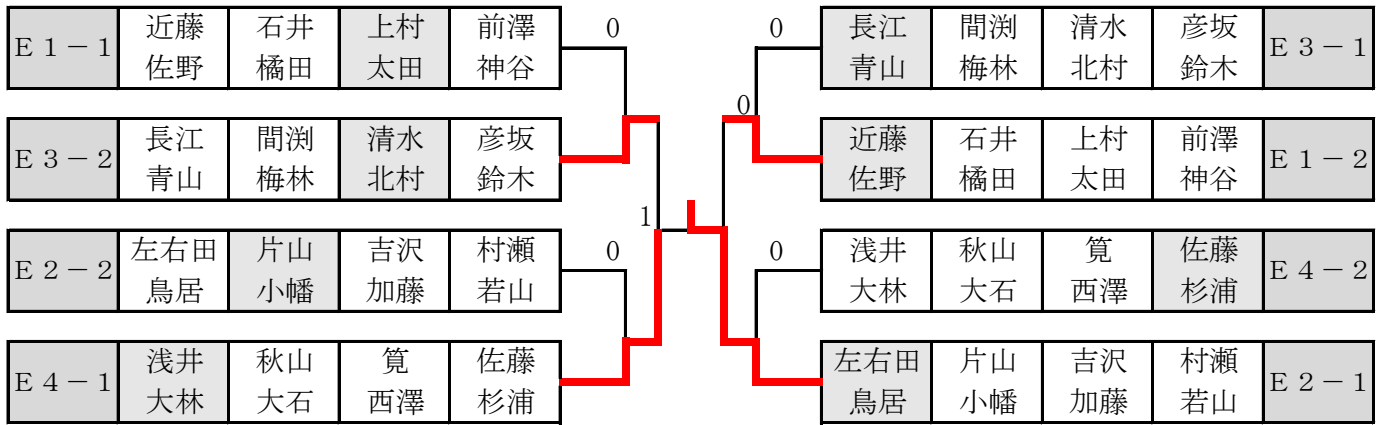 E1-1 近藤 石井 上村 前澤 0 0 長江 間渕 清水 彦坂 E3-1
佐野 橘田 太田 神谷 青山 梅林 北村 鈴木
0
E3-2 長江 間渕 清水 彦坂 近藤 石井 上村 前澤 E1-2
青山 梅林 北村 鈴木 佐野 橘田 太田 神谷
1
E2-2 左右田 片山 吉沢 村瀬 0 0 浅井 秋山 筧 佐藤 E4-2
鳥居 小幡 加藤 若山 大林 大石 西澤 杉浦
E4-1 浅井 秋山 筧 佐藤 左右田 片山 吉沢 村瀬 E2-1
大林 大石 西澤 杉浦 鳥居 小幡 加藤 若山